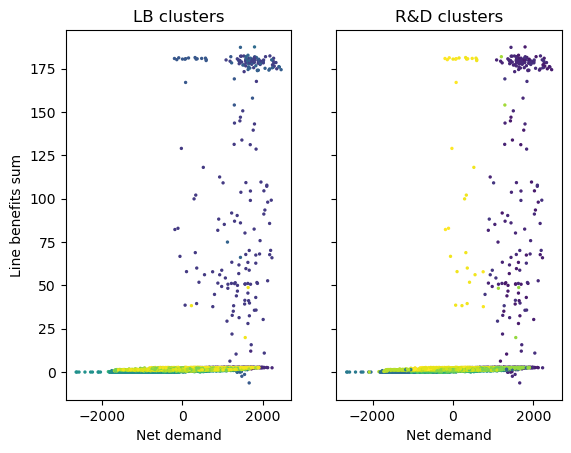 LB clusters
R&D clusters
Line benefits sum
175
150
125
100
75
50
25
0
−2000
0
2000
−2000
0
2000
Net demand
Net demand